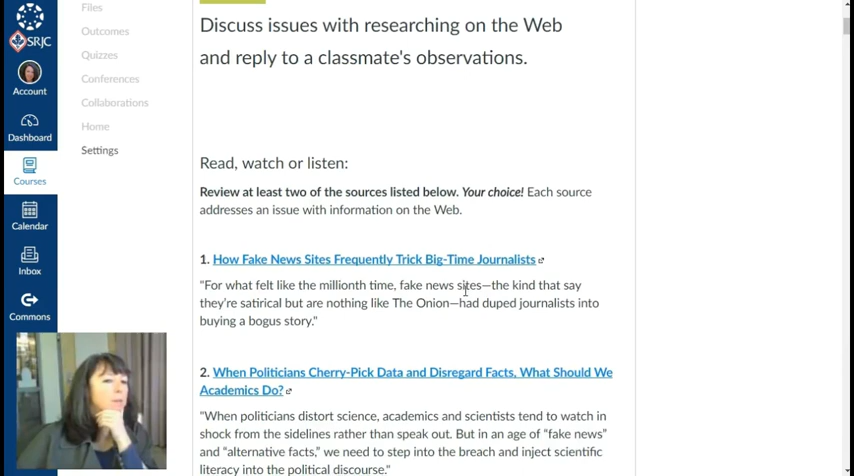 SRJC
Account
Dashboard
Courses
Calendar
Inbox
Commons
Files
Outcomes
Quizzes
Conferences
Collaborations
Home
Settings
Discuss issues with researching on the Web
and reply to a classmate's observations.
Read, watch or listen:
Review at least two of the sources listed below. Your choice! Each source
addresses an issue with information on the Web.
1. How Fake News Sites Frequently Trick Big-Time Journalists
"For what felt like the millionth time, fake news sites—the kind that say
they're satirical but are nothing like The Onion—had duped journalists into
buying a bogus story."
2. When Politicians Cherry-Pick Data and Disregard Facts, What Should We
Academics Do?
"When politicians distort science, academics and scientists tend to watch in
shock from the sidelines rather than speak out. But in an age of “fake news”
and “alternative facts,” we need to step into the breach and inject scientific
literacy into the political discourse."